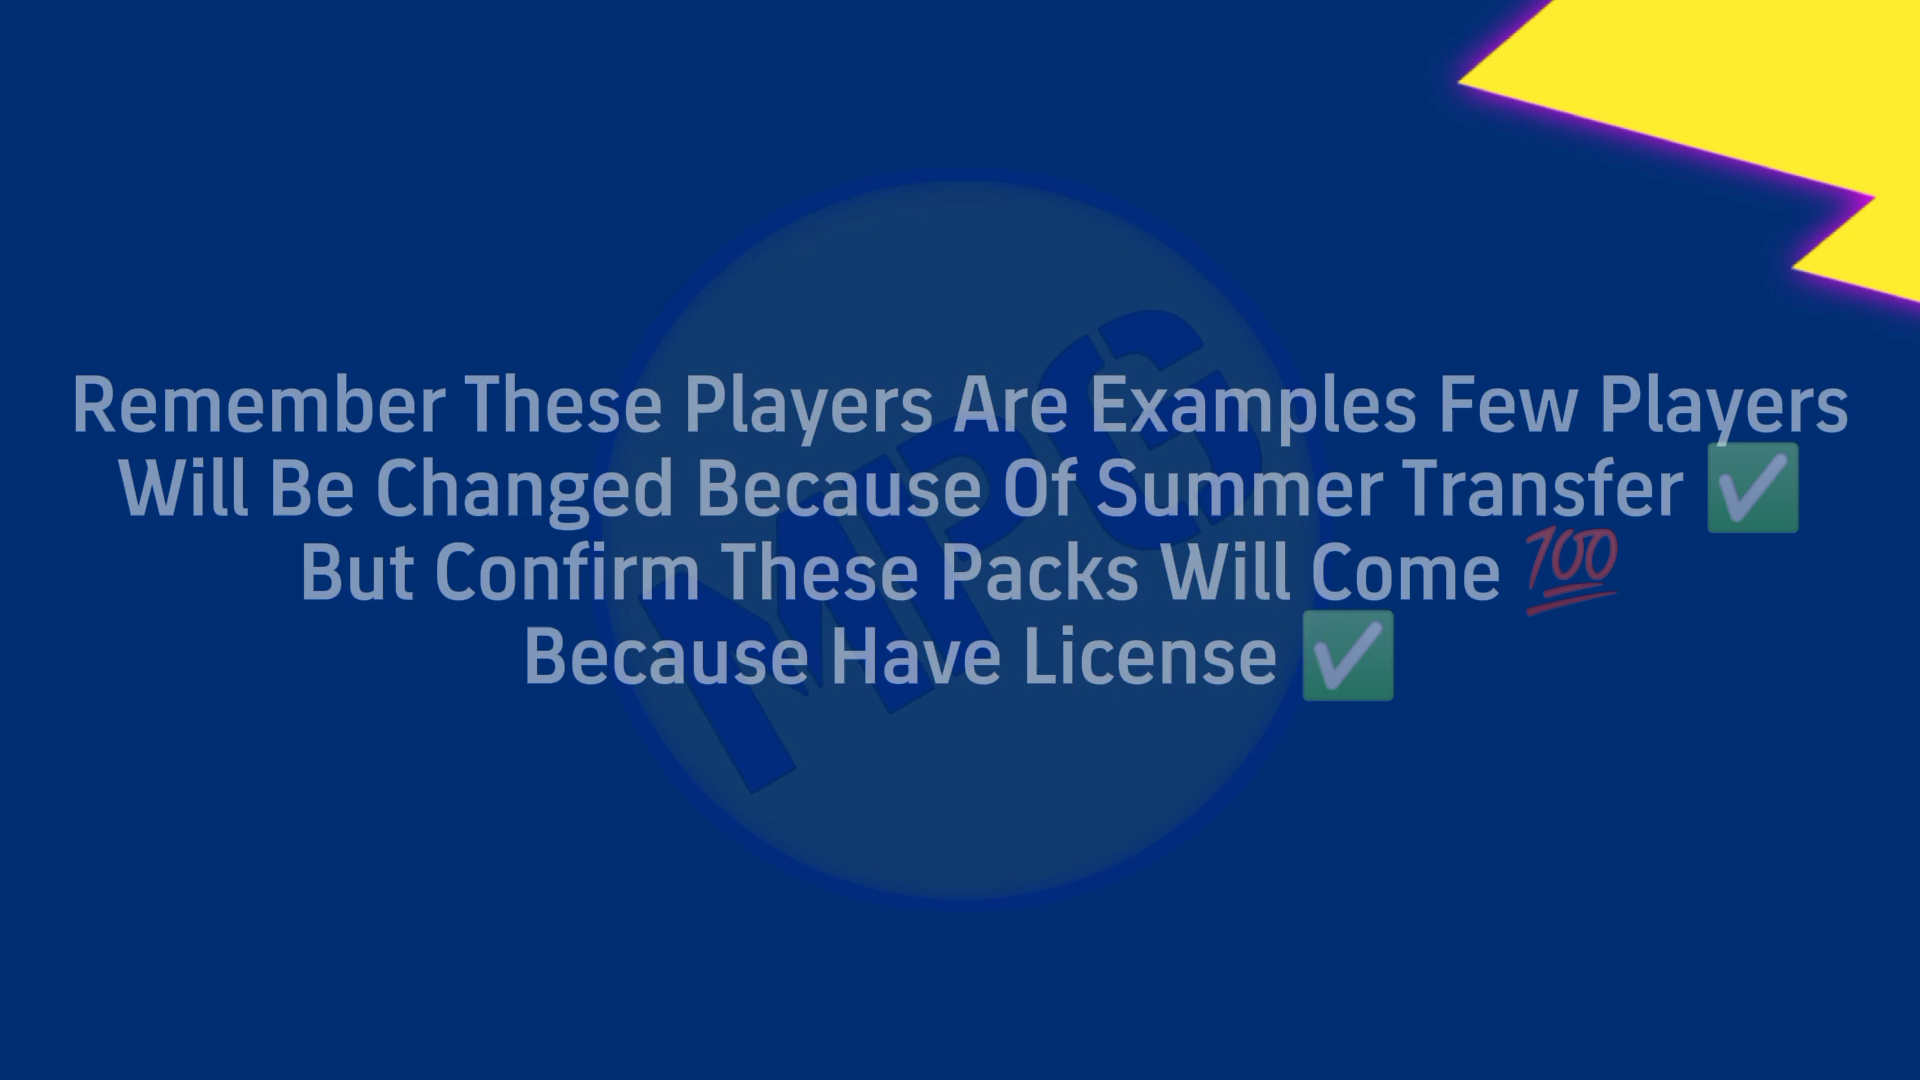 Remember These Players Are Examples Few Players
Will Be Changed Because Of Summer Transfer ✅
But Confirm These Packs Will Come 💯
Because Have License ✅
MPG